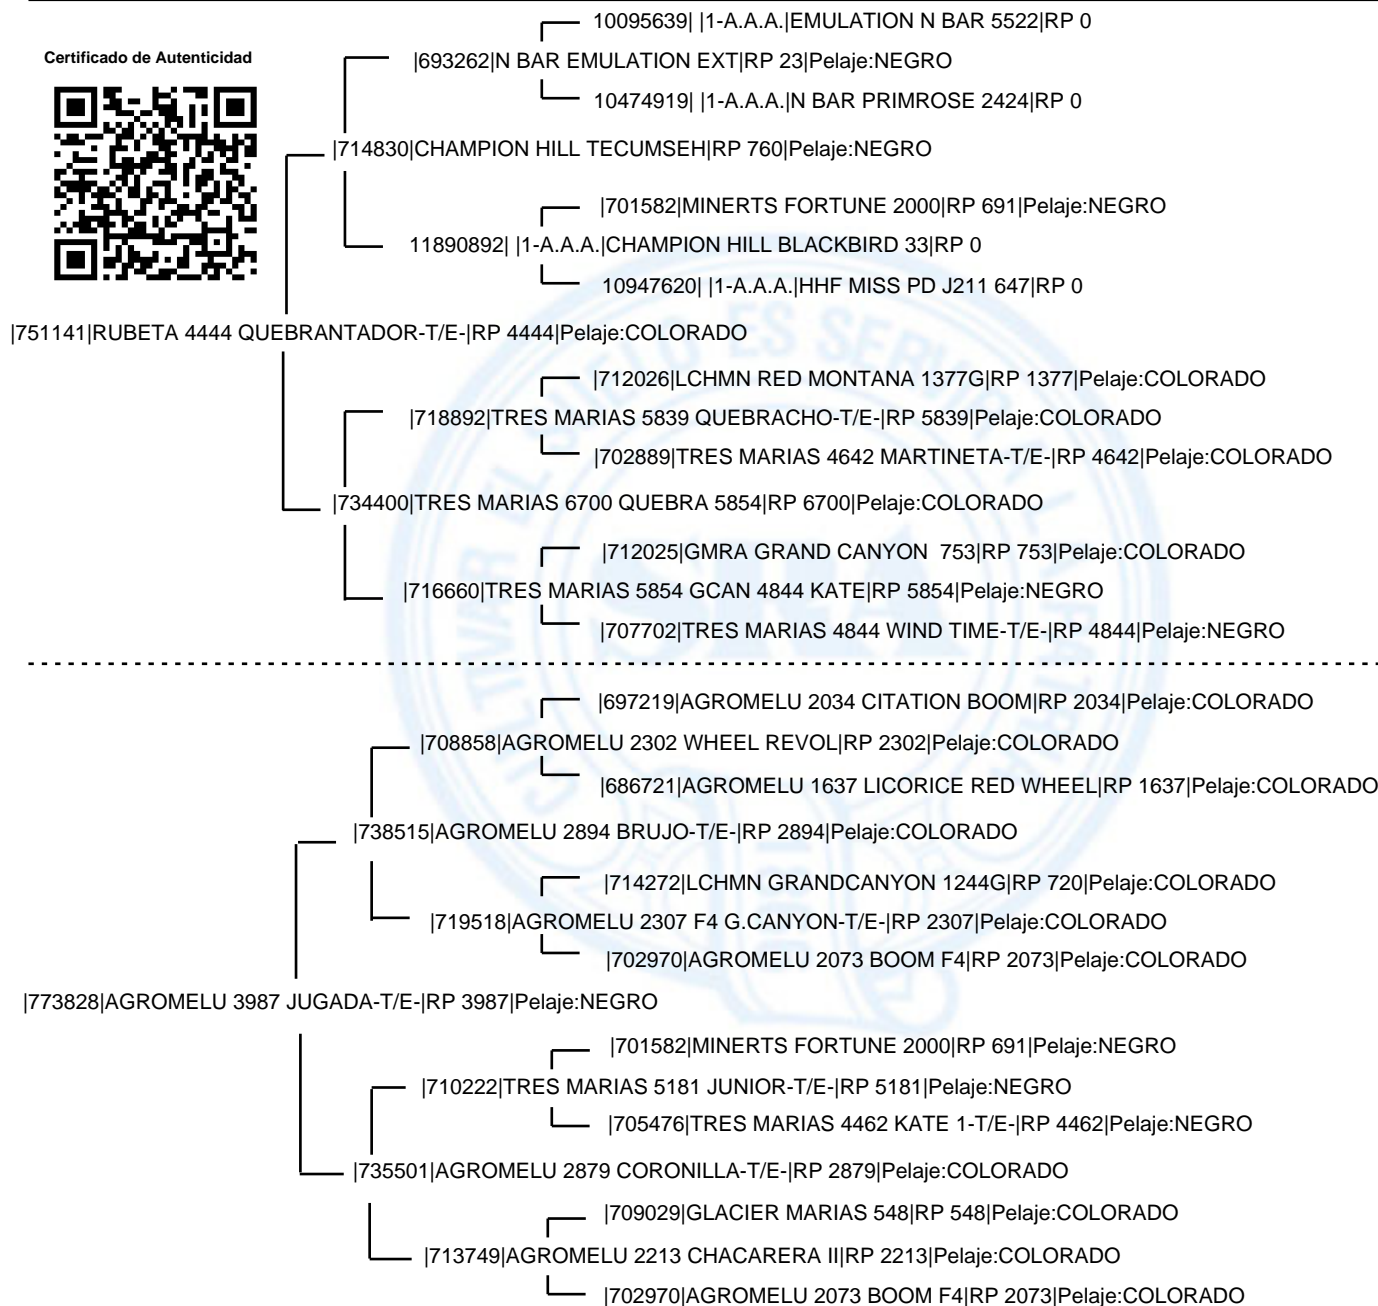 10095639| |1-A.A.A.|EMULATION N BAR 5522|RP 0
Certificado de Autenticidad
|693262|N BAR EMULATION EXT|RP 23|Pelaje:NEGRO
10474919| |1-A.A.A.|N BAR PRIMROSE 2424|RP 0
|714830|CHAMPION HILL TECUMSEH|RP 760|Pelaje:NEGRO
|701582|MINERTS FORTUNE 2000|RP 691|Pelaje:NEGRO
11890892| |1-A.A.A.|CHAMPION HILL BLACKBIRD 33|RP 0
10947620| |1-A.A.A.|HHF MISS PD J211 647|RP 0
|751141|RUBETA 4444 QUEBRANTADOR-T/E-|RP 4444|Pelaje:COLORADO
|712026|LCHMN RED MONTANA 1377G|RP 1377|Pelaje:COLORADO
|718892|TRES MARIAS 5839 QUEBRACHO-T/E-|RP 5839|Pelaje:COLORADO
|702889|TRES MARIAS 4642 MARTINETA-T/E-|RP 4642|Pelaje:COLORADO
|734400|TRES MARIAS 6700 QUEBRA 5854|RP 6700|Pelaje:COLORADO
|712025|GMRA GRAND CANYON  753|RP 753|Pelaje:COLORADO
|716660|TRES MARIAS 5854 GCAN 4844 KATE|RP 5854|Pelaje:NEGRO
|707702|TRES MARIAS 4844 WIND TIME-T/E-|RP 4844|Pelaje:NEGRO
|697219|AGROMELU 2034 CITATION BOOM|RP 2034|Pelaje:COLORADO
|708858|AGROMELU 2302 WHEEL REVOL|RP 2302|Pelaje:COLORADO
|686721|AGROMELU 1637 LICORICE RED WHEEL|RP 1637|Pelaje:COLORADO
|738515|AGROMELU 2894 BRUJO-T/E-|RP 2894|Pelaje:COLORADO
|714272|LCHMN GRANDCANYON 1244G|RP 720|Pelaje:COLORADO
|719518|AGROMELU 2307 F4 G.CANYON-T/E-|RP 2307|Pelaje:COLORADO
|702970|AGROMELU 2073 BOOM F4|RP 2073|Pelaje:COLORADO
|773828|AGROMELU 3987 JUGADA-T/E-|RP 3987|Pelaje:NEGRO
|701582|MINERTS FORTUNE 2000|RP 691|Pelaje:NEGRO
|710222|TRES MARIAS 5181 JUNIOR-T/E-|RP 5181|Pelaje:NEGRO
|705476|TRES MARIAS 4462 KATE 1-T/E-|RP 4462|Pelaje:NEGRO
|735501|AGROMELU 2879 CORONILLA-T/E-|RP 2879|Pelaje:COLORADO
|709029|GLACIER MARIAS 548|RP 548|Pelaje:COLORADO
|713749|AGROMELU 2213 CHACARERA II|RP 2213|Pelaje:COLORADO
|702970|AGROMELU 2073 BOOM F4|RP 2073|Pelaje:COLORADO
CULTIVAR EL SUELO ES SERVIR A LA PATRIA
SRA